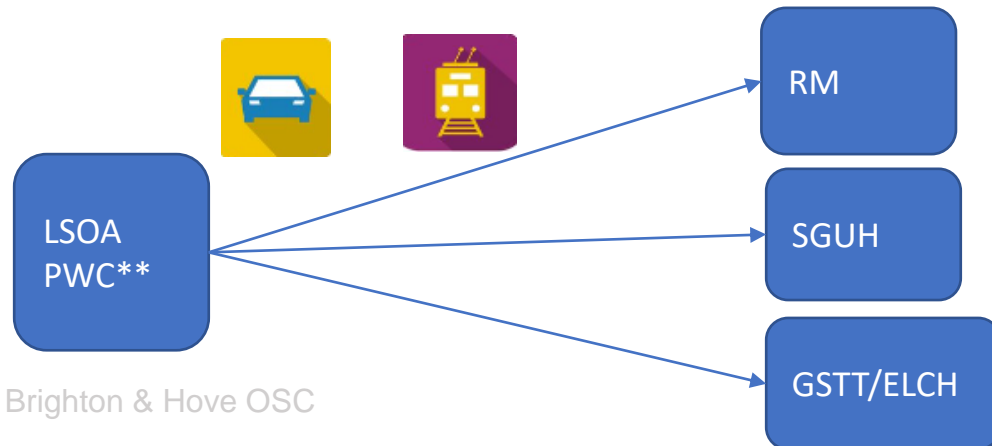 RM
LSOA
PWC**
SGUH
GSTT/ELCH
Brighton & Hove OSC